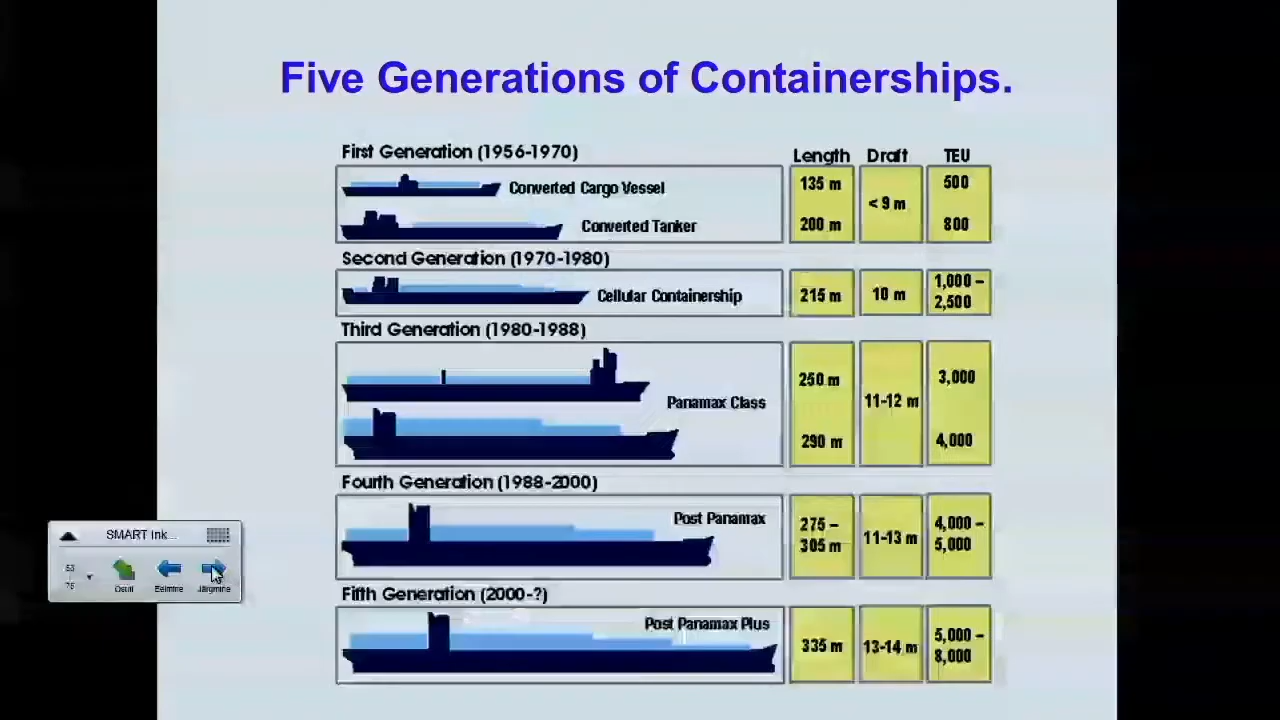 Five Generations of Containerships.
First Generation (1956-1970)
Length Draft TEU
Converted Cargo Vessel 135 m 500
< 9 m
Converted Tanker 200 m 800
Second Generation (1970-1980)
Cellular Containership 215 m 10 m 1,000 – 2,500
Third Generation (1980-1988)
250 m 3,000
Panamax Class 11-12 m
290 m 4,000
Fourth Generation (1988-2000)
Post Panamax
275 – 305 m 11-13 m 4,000 – 5,000
Fifth Generation (2000-?)
Post Panamax Plus
335 m 13-14 m 5,000 – 8,000
SMART Ink...
53
75
Eelmine Järgmine